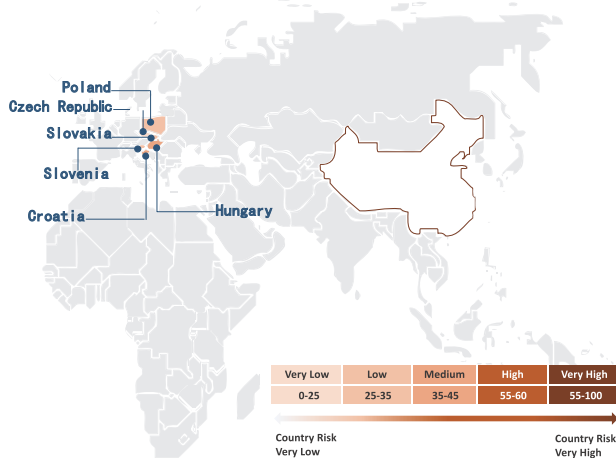 Poland
Czech Republic
Slovakia
Slovenia
Croatia
Hungary
Very Low Low Medium High Very High
0-25 25-35 35-45 55-60 55-100
Country Risk Country Risk
Very Low Very High